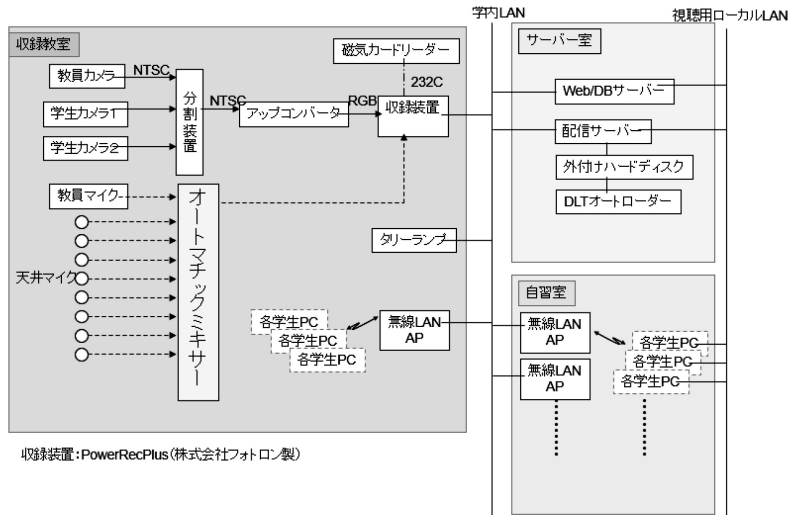 学内LAN
視聴用ローカルLAN
収録教室
磁気カードリーダー
サーバー室
教員カメラ
NTSC
232C
分割装置
NTSC
アップコンバータ
RGB
収録装置
Web/DBサーバー
学生カメラ1
配信サーバー
学生カメラ2
外付けハードディスク
教員マイク
オートマチックミキサー
DLTオートローダー
タリーランプ
天井マイク
自習室
各学生PC
各学生PC
各学生PC
無線LAN
AP
無線LAN
AP
各学生PC
各学生PC
各学生PC
無線LAN
AP
収録装置:PowerRecPlus(株式会社フォトロン製)